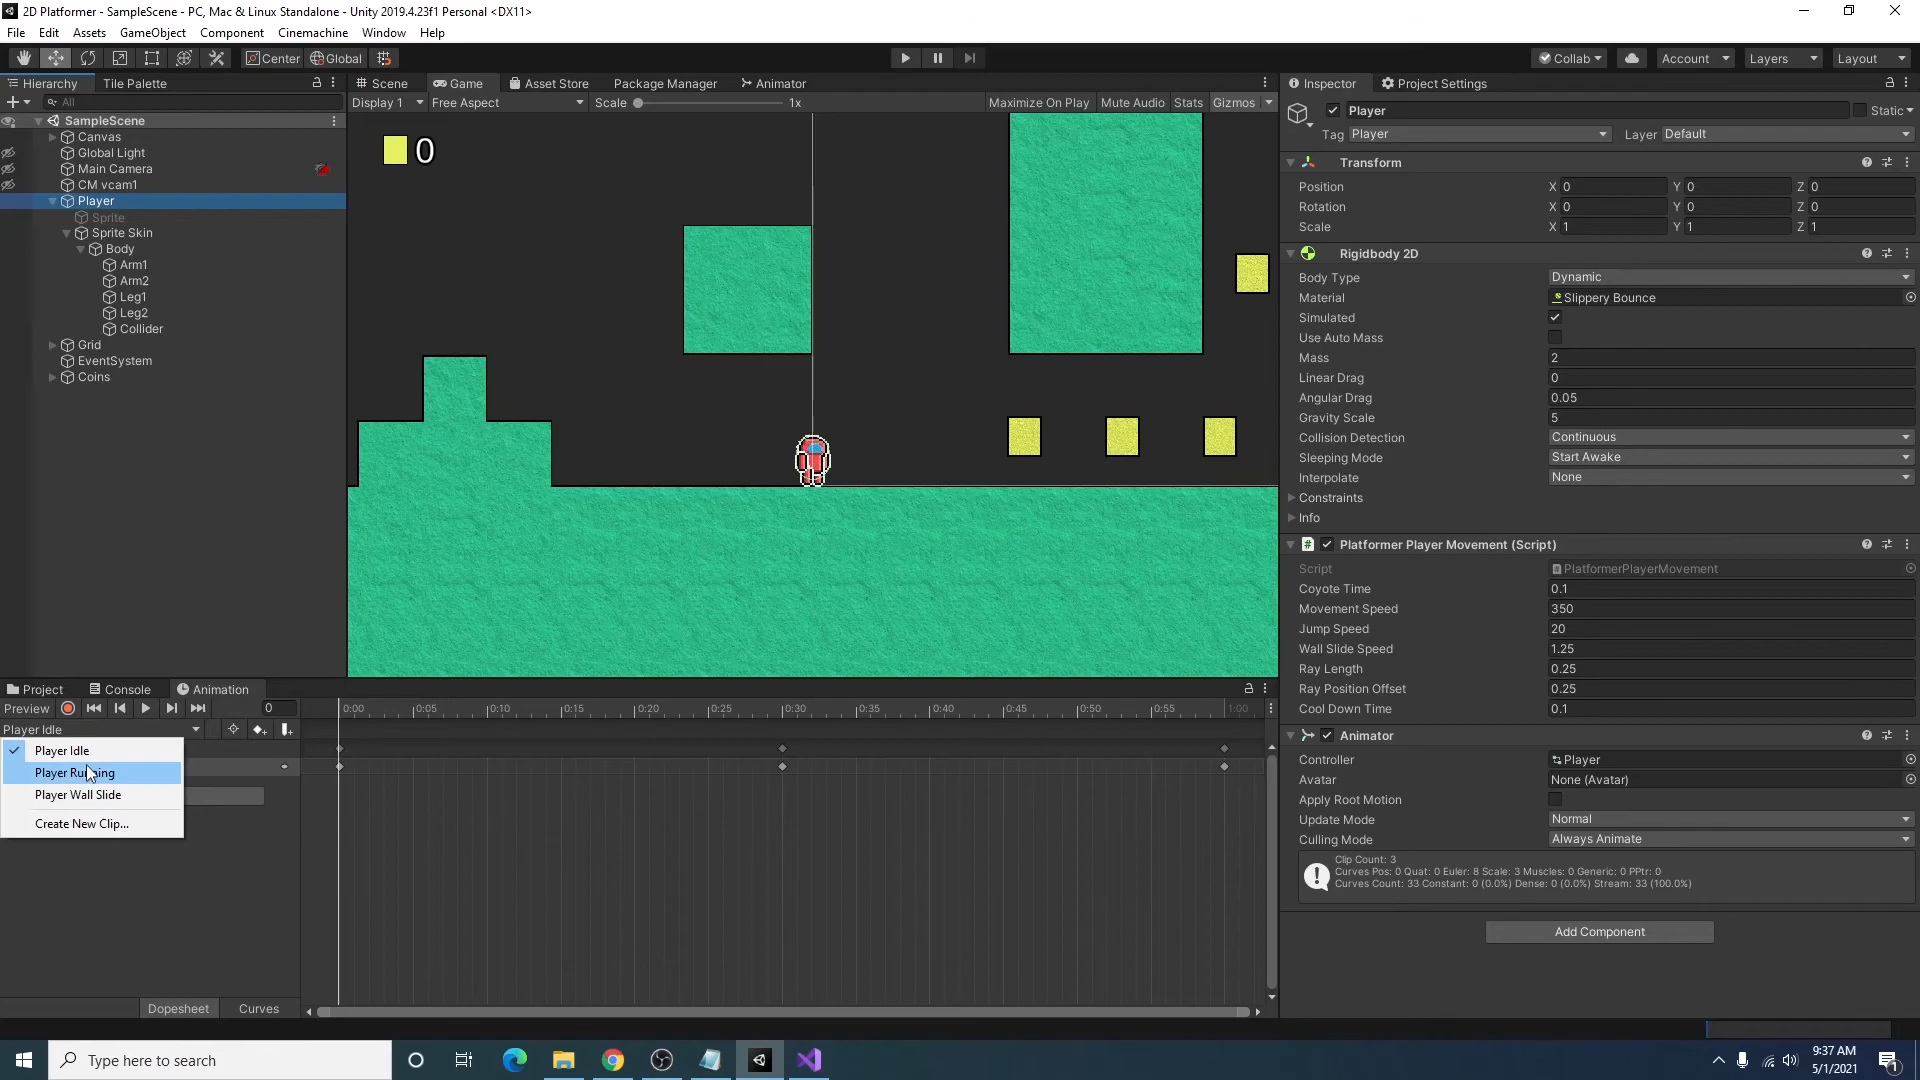 2D Platformer - SampleScene - PC, Mac & Linux Standalone - Unity 2019.4.23f1 Personal <DX11>
File Edit Assets GameObject Component Cinemachine Window Help
Center Global Collab Account Layers Layout
Hierarchy Tile Palette
All
SampleScene
Canvas
Global Light
Main Camera
CM vcam1
Player
Sprite
Sprite Skin
Body
Arm1
Arm2
Leg1
Leg2
Collider
Grid
EventSystem
Coins
Scene Game Asset Store Package Manager Animator
Display 1 Free Aspect Scale 1x Maximize On Play Mute Audio Stats Gizmos
0
Inspector Project Settings
Player Static
Tag Player Layer Default
Transform
Position X 0 Y 0 Z 0
Rotation X 0 Y 0 Z 0
Scale X 1 Y 1 Z 1
Rigidbody 2D
Body Type Dynamic
Material Slippery Bounce
Simulated
Use Auto Mass
Mass 2
Linear Drag 0
Angular Drag 0.05
Gravity Scale 5
Collision Detection Continuous
Sleeping Mode Start Awake
Interpolate None
Constraints
Info
Platformer Player Movement (Script)
Script PlatformerPlayerMovement
Coyote Time 0.1
Movement Speed 350
Jump Speed 20
Wall Slide Speed 1.25
Ray Length 0.25
Ray Position Offset 0.25
Cool Down Time 0.1
Animator
Controller Player
Avatar None (Avatar)
Apply Root Motion
Update Mode Normal
Culling Mode Always Animate
Clip Count: 3
Curves Pos: 0 Quat: 0 Euler: 8 Scale: 3 Muscles: 0 Generic: 0 PPtr: 0
Curves Count: 33 Constant: 0 (0.0%) Dense: 0 (0.0%) Stream: 33 (100.0%)
Add Component
Project Console Animation
Preview 0 0:00 0:05 0:10 0:15 0:20 0:25 0:30 0:35 0:40 0:45 0:50 0:55 1:00
Player Idle
Player Idle
Player Running
Player Wall Slide
Create New Clip...
Dopesheet Curves
Type here to search
9:37 AM
5/1/2021
1